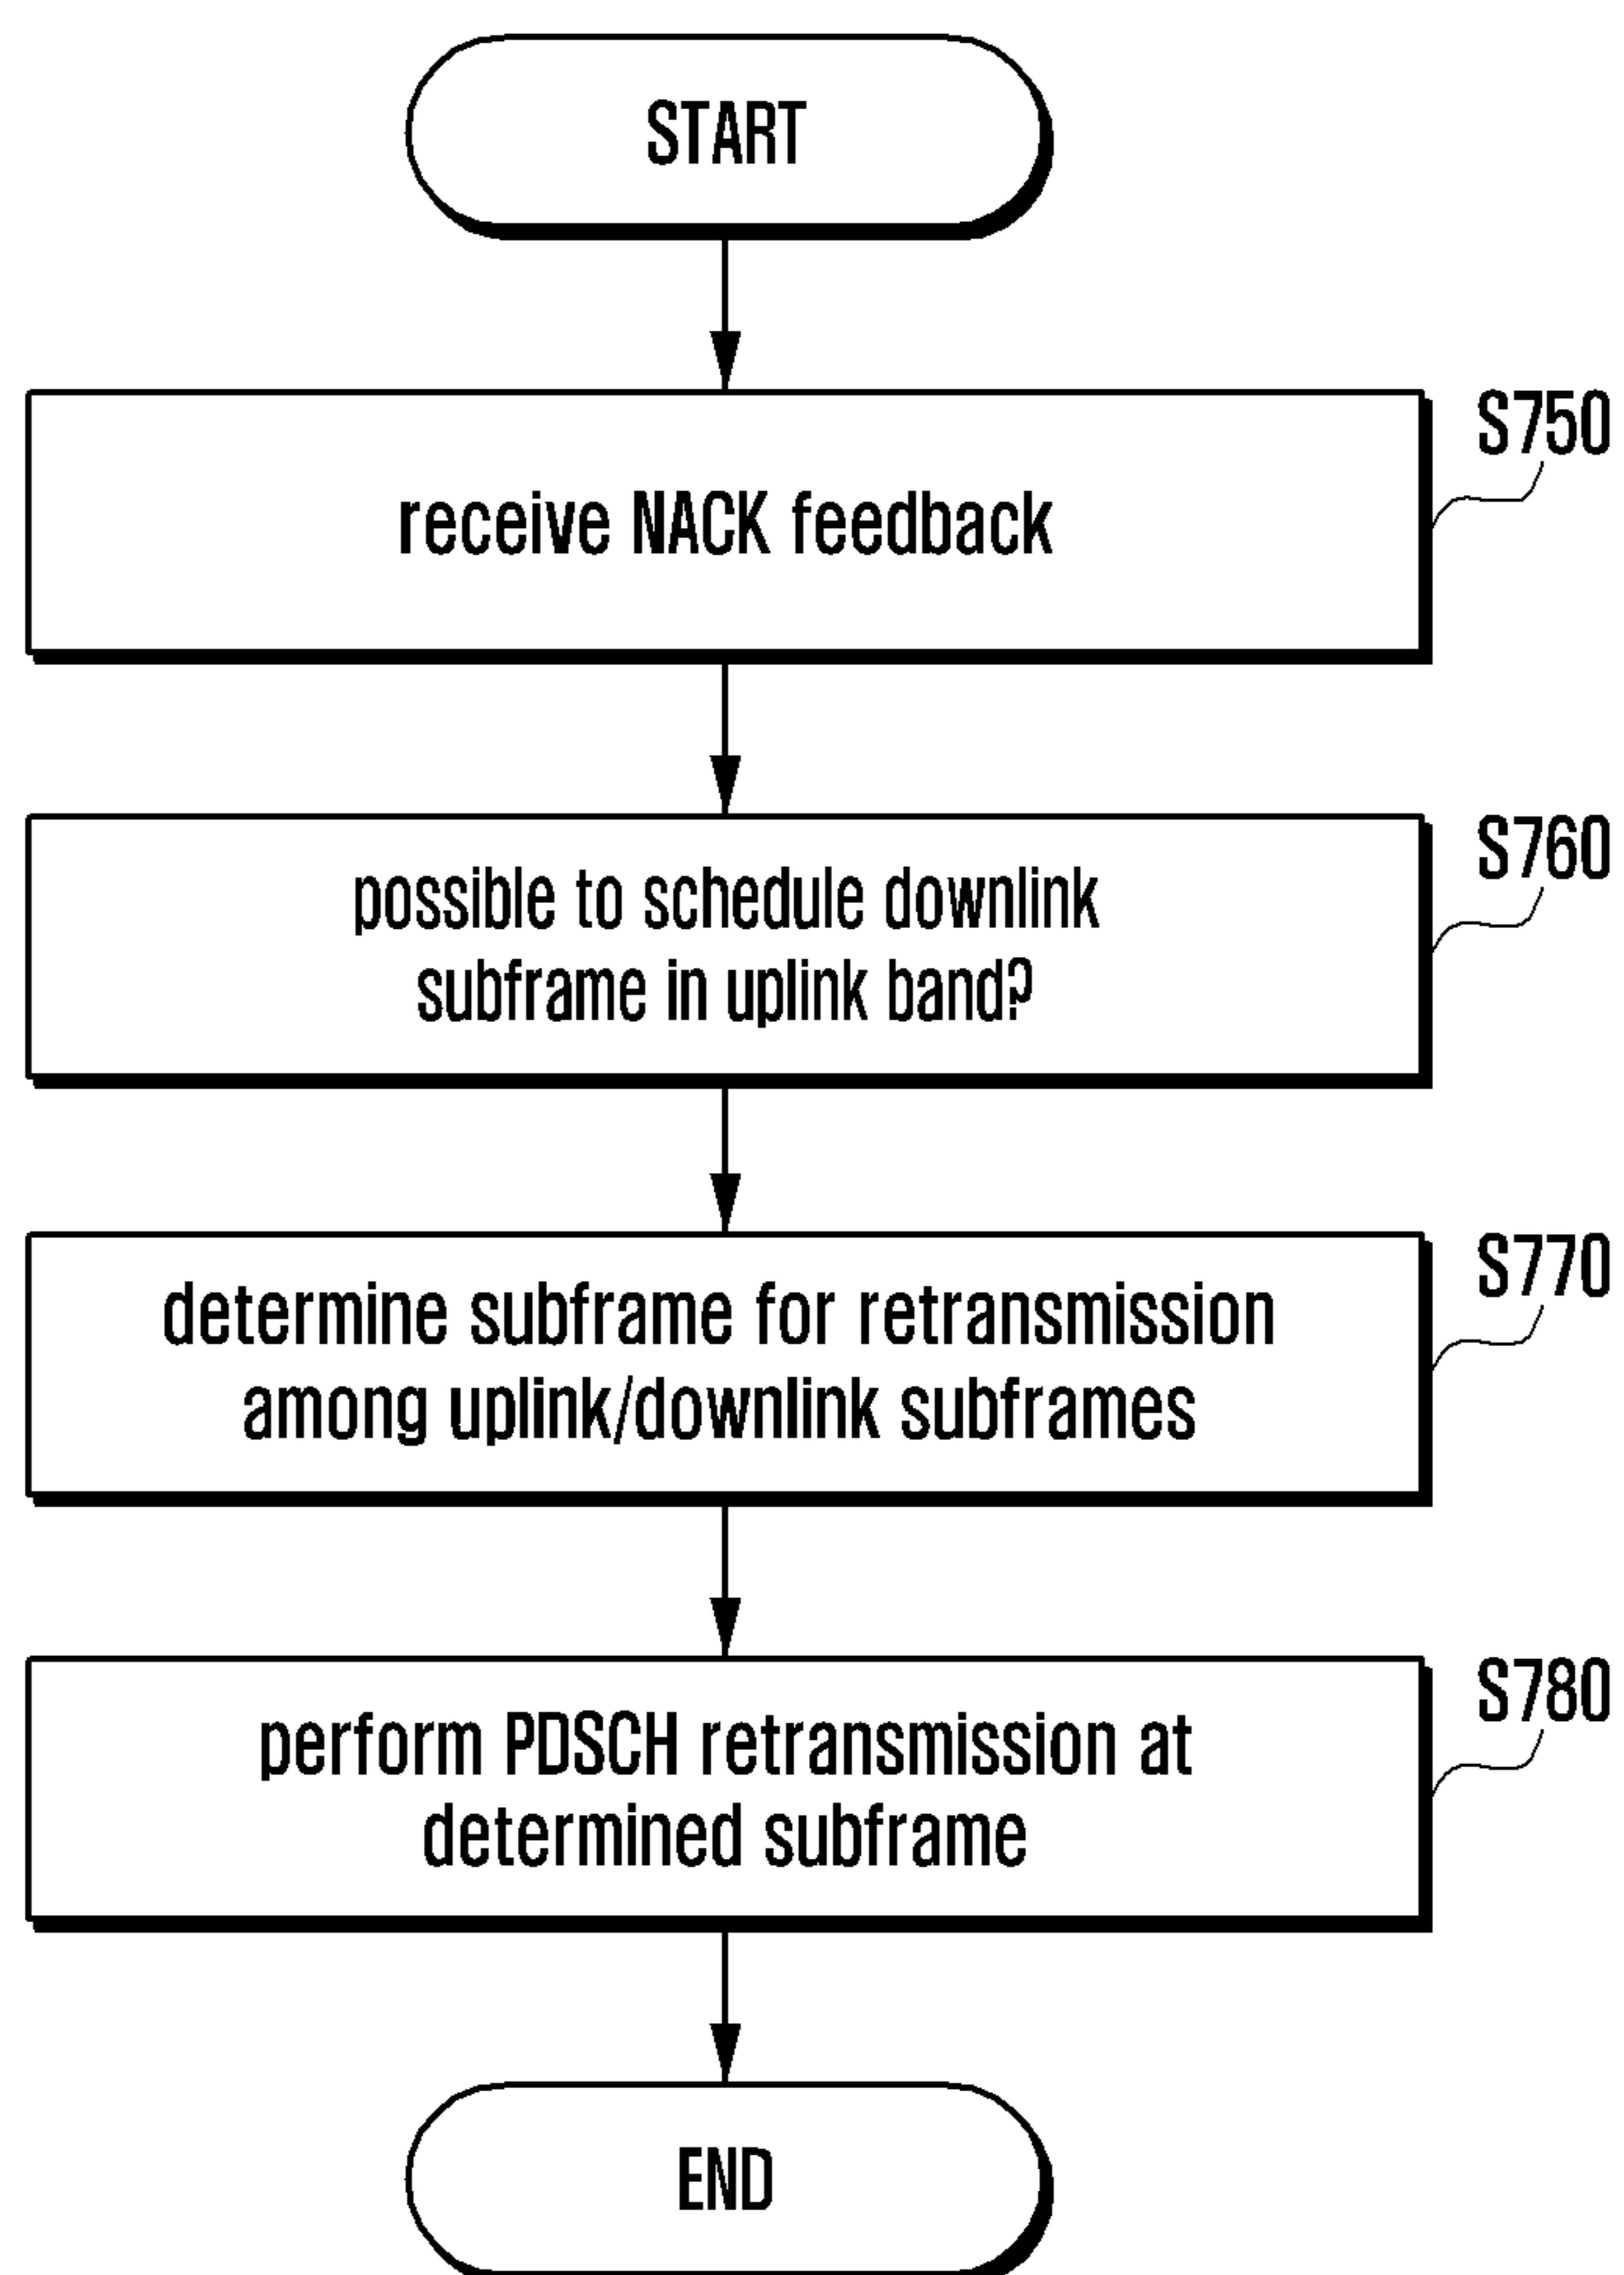 START
S750
receive NACK feedback
S760
possible to schedule downlink
subframe in uplink band?
S770
determine subframe for retransmission
among uplink/downlink subframes
S780
perform PDSCH retransmission at
determined subframe
END